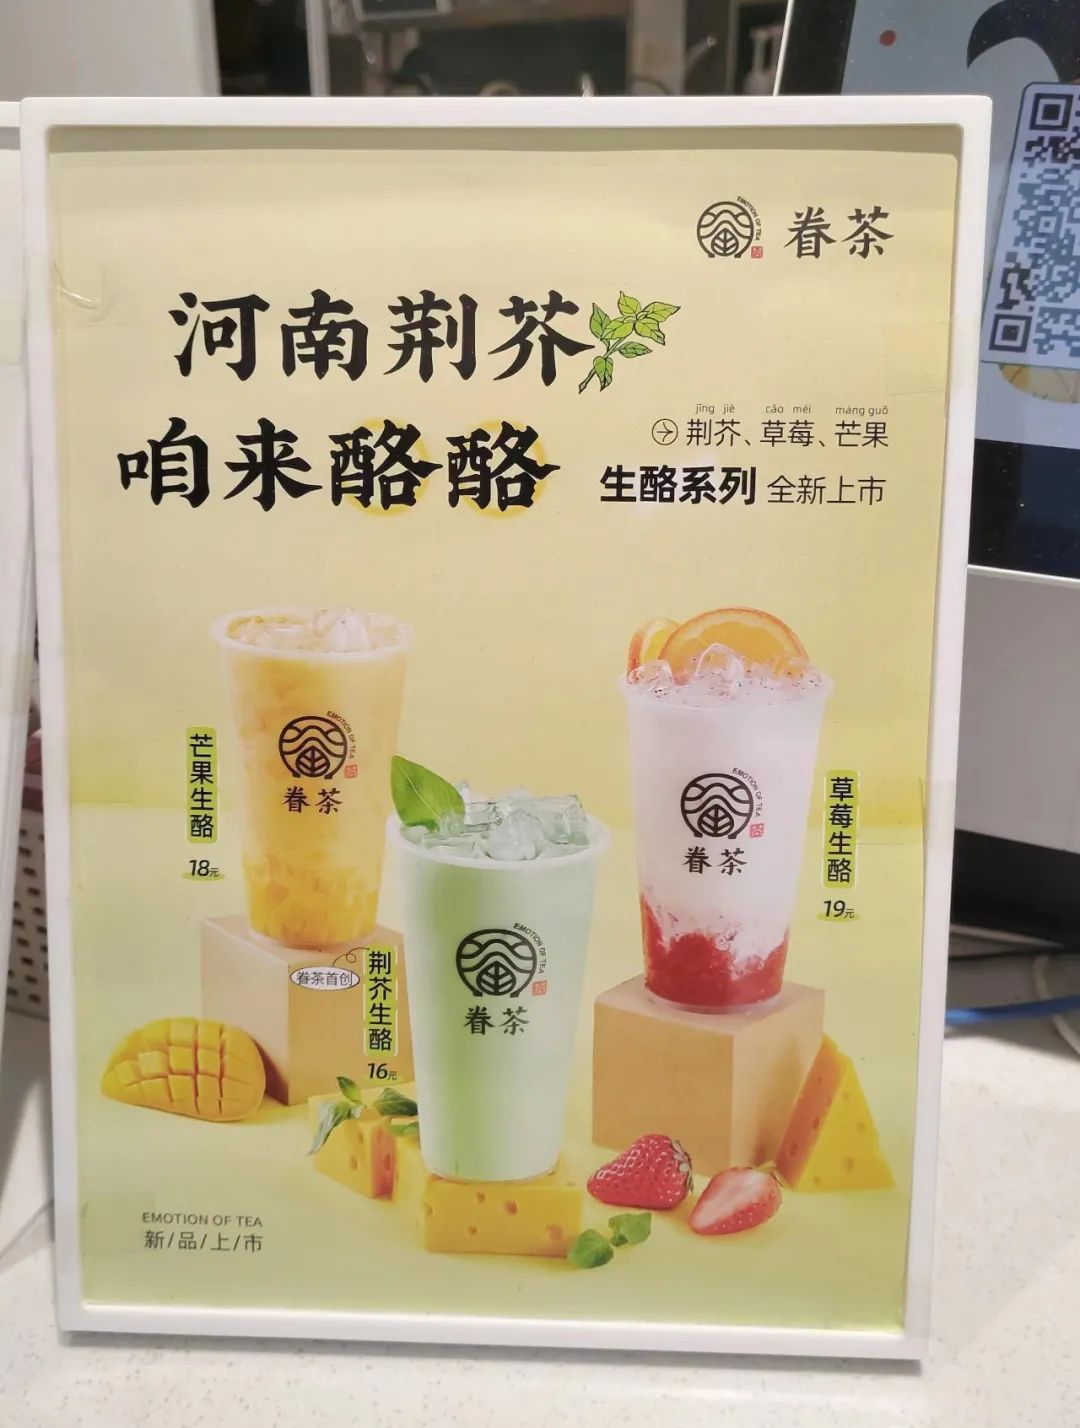 EMOTION OF TEA
眷茶
河南荆芥
咱来酪酪
jīng jiè cǎo méi máng guǒ
荆芥、草莓、芒果
生酪系列 全新上市
芒果生酪
18元
EMOTION OF TEA
眷茶
眷茶首创
荆芥生酪
16元
EMOTION OF TEA
眷茶
EMOTION OF TEA
眷茶
草莓生酪
19元
EMOTION OF TEA
新/品/上/市